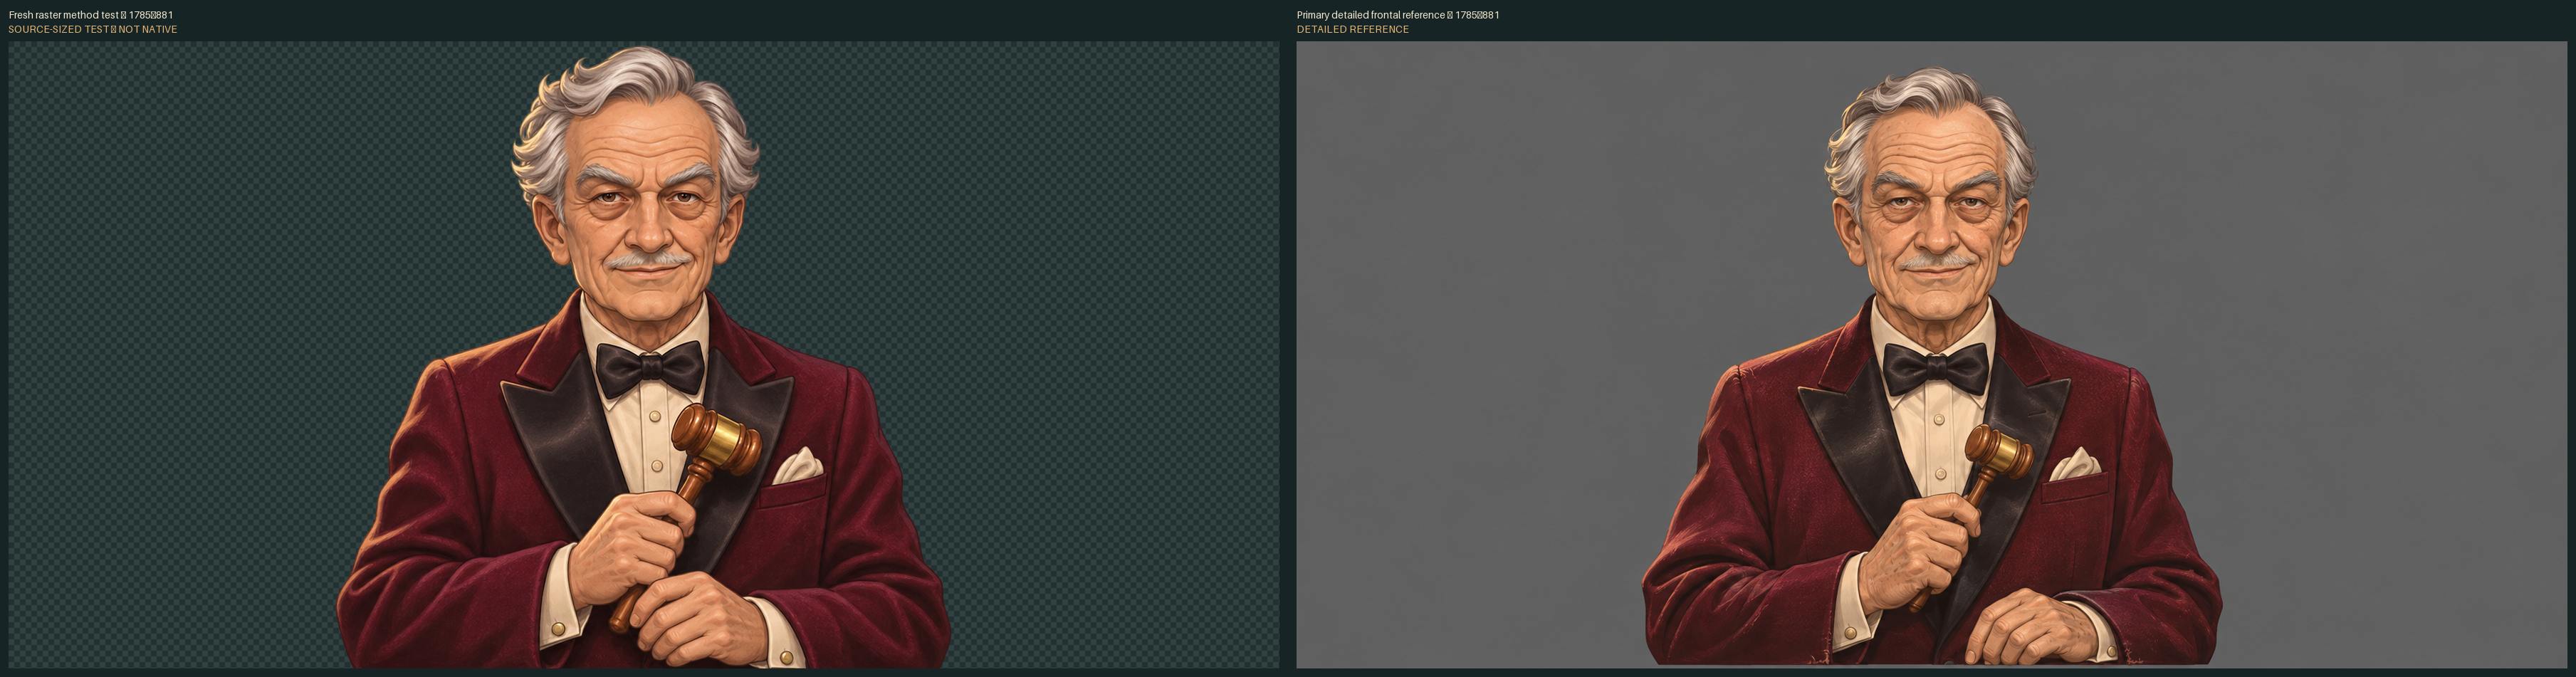 Fresh raster method test ▯ 1785▯881
SOURCE-SIZED TEST▯ NOT NATIVE
Primary detailed frontal reference ▯ 1785▯881
DETAILED REFERENCE